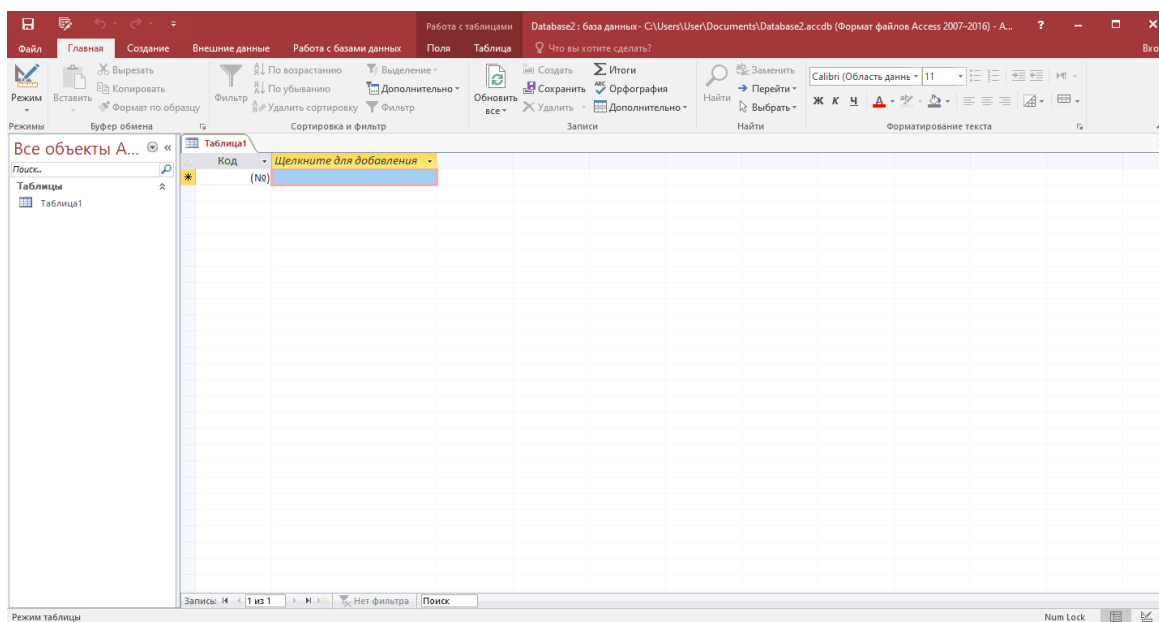 Работа с таблицами Database2 : база данных- C:\Users\User\Documents\Database2.accdb (Формат файлов Access 2007–2016) - A... ?
Файл Главная Создание Внешние данные Работа с базами данных Поля Таблица Что вы хотите сделать? Вхо
Режим
Вставить
Вырезать
Копировать
Формат по образцу
Фильтр
По возрастанию
По убыванию
Удалить сортировку
Выделение
Дополнительно
Фильтр
Обновить
все
Создать
Сохранить
Удалить
Итоги
Орфография
Дополнительно
Найти
Заменить
Перейти
Выбрать
Calibri (Область даннь 11
Ж К Ч А
Режимы Буфер обмена Сортировка и фильтр Записи Найти Форматирование текста
Все объекты A... «
Поиск...
Таблицы
Таблица1
Таблица1
Код Щелкните для добавления
(№)
Запись: 1 из 1 Нет фильтра Поиск
Режим таблицы Num Lock